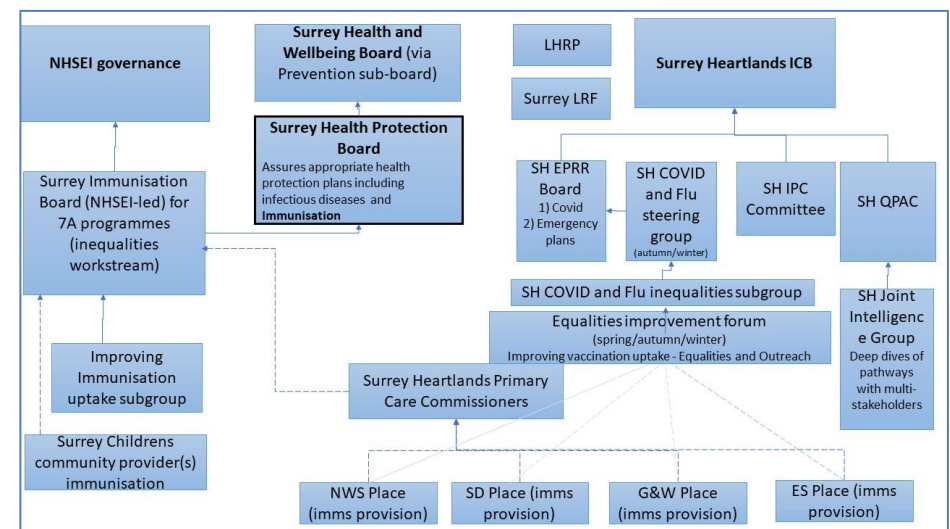 NHSEI governance
Surrey Health and
Wellbeing Board (via
Prevention sub-board)
LHRP
Surrey LRF
Surrey Heartlands ICB
Surrey Health Protection
Board
Assures appropriate health
protection plans including
infectious diseases and
Immunisation
Surrey Immunisation
Board (NHSEI-led) for
7A programmes
(inequalities
workstream)
SH EPRR
Board
1) Covid
2) Emergency
plans
SH COVID
and Flu
steering
group
(autumn/winter)
SH IPC
Committee
SH QPAC
SH COVID and Flu inequalities subgroup
Equalities improvement forum
(spring/autumn/winter)
Improving vaccination uptake - Equalities and Outreach
SH Joint
Intelligenc
e Group
Deep dives of
pathways
with multi-
stakeholders
Improving
Immunisation
uptake subgroup
Surrey Heartlands Primary
Care Commissioners
Surrey Childrens
community provider(s)
immunisation
NWS Place
(imms provision)
SD Place (imms
provision)
G&W Place
(imms provision)
ES Place (imms
provision)